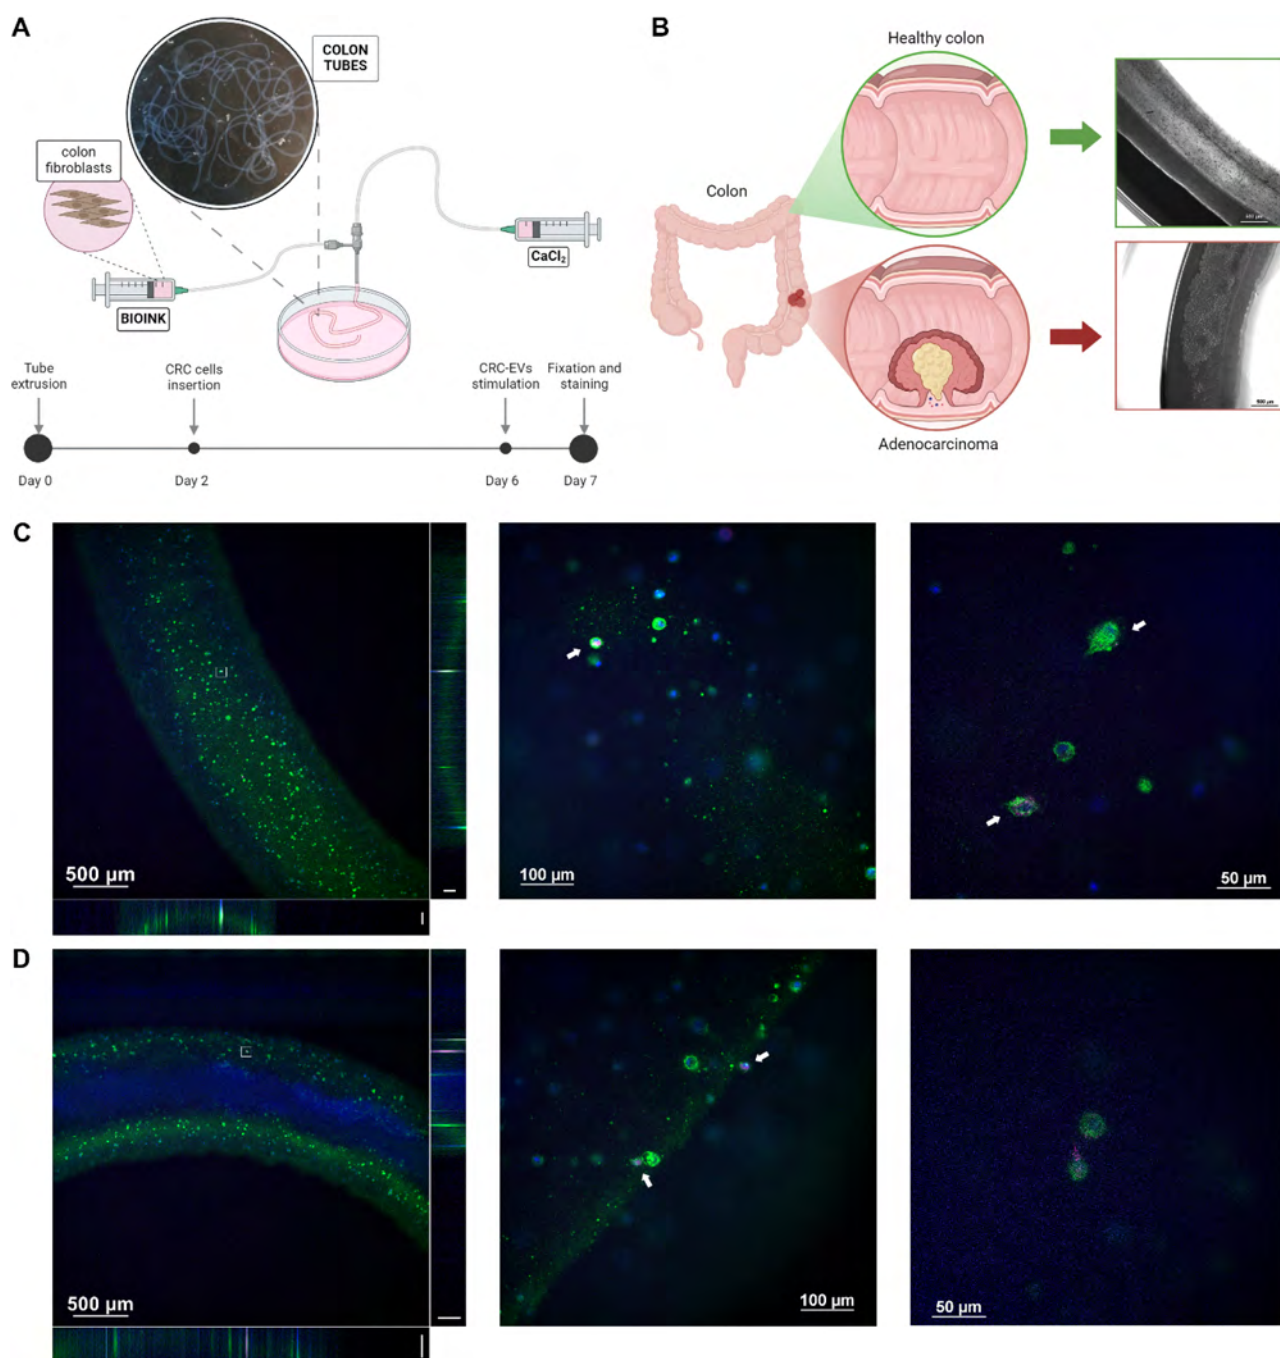 A
COLON
TUBES
colon
fibroblasts
BIOINK
CaCl₂
Tube
extrusion
CRC cells
insertion
CRC-EVs
stimulation
Fixation and
staining
Day 0
Day 2
Day 6
Day 7
B
Healthy colon
Colon
Adenocarcinoma
500 µm
C
500 µm
100 µm
50 µm
D
500 µm
100 µm
50 µm